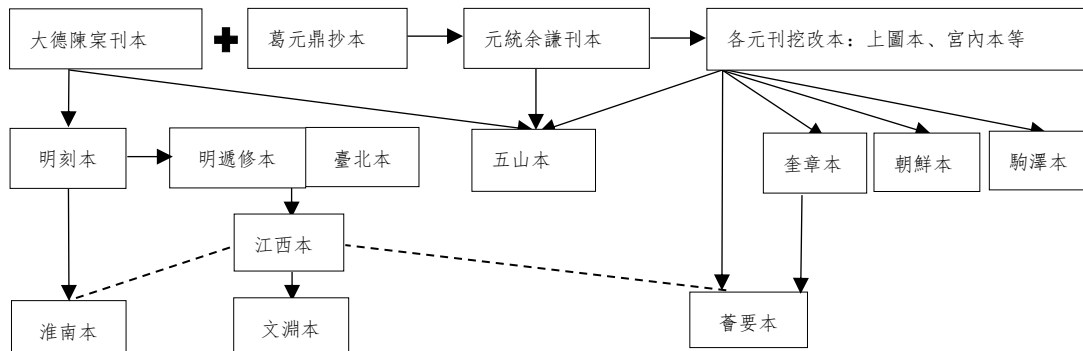 大德陳寀刊本
葛元鼎抄本
元統余謙刊本
各元刊挖改本：上圖本、宮內本等
明刻本
明遞修本
臺北本
五山本
奎章本
朝鮮本
駒澤本
江西本
淮南本
文淵本
薈要本